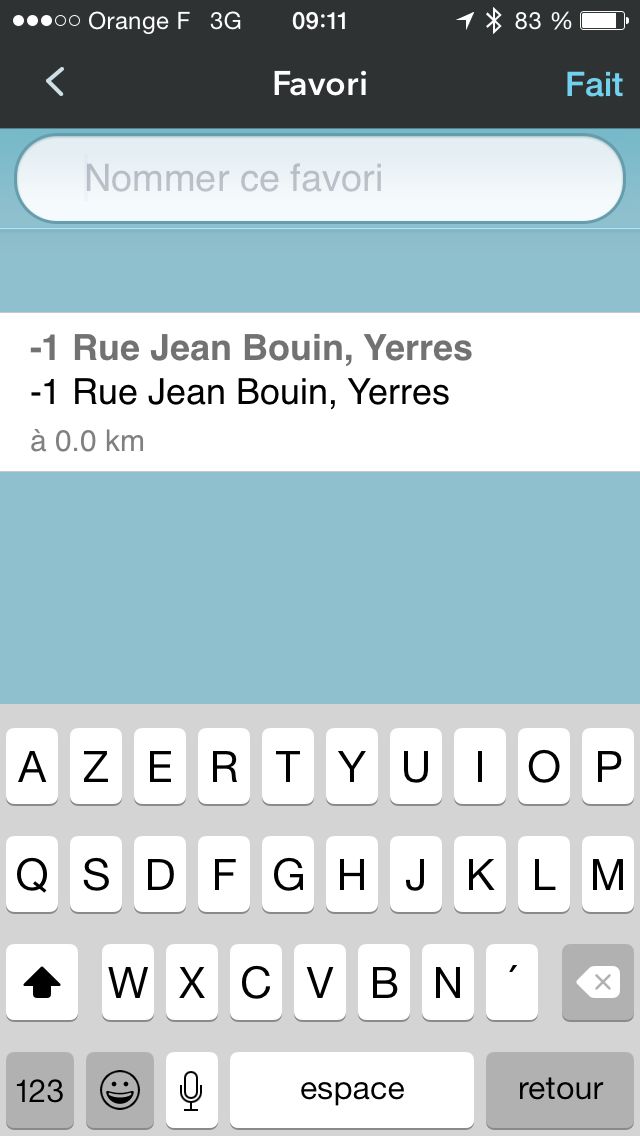 Orange F 3G 09:11 83 %
Favori Fait
Nommer ce favori
-1 Rue Jean Bouin, Yerres
-1 Rue Jean Bouin, Yerres
à 0.0 km
A Z E R T Y U I O P
Q S D F G H J K L M
W X C V B N ´
123 espace retour